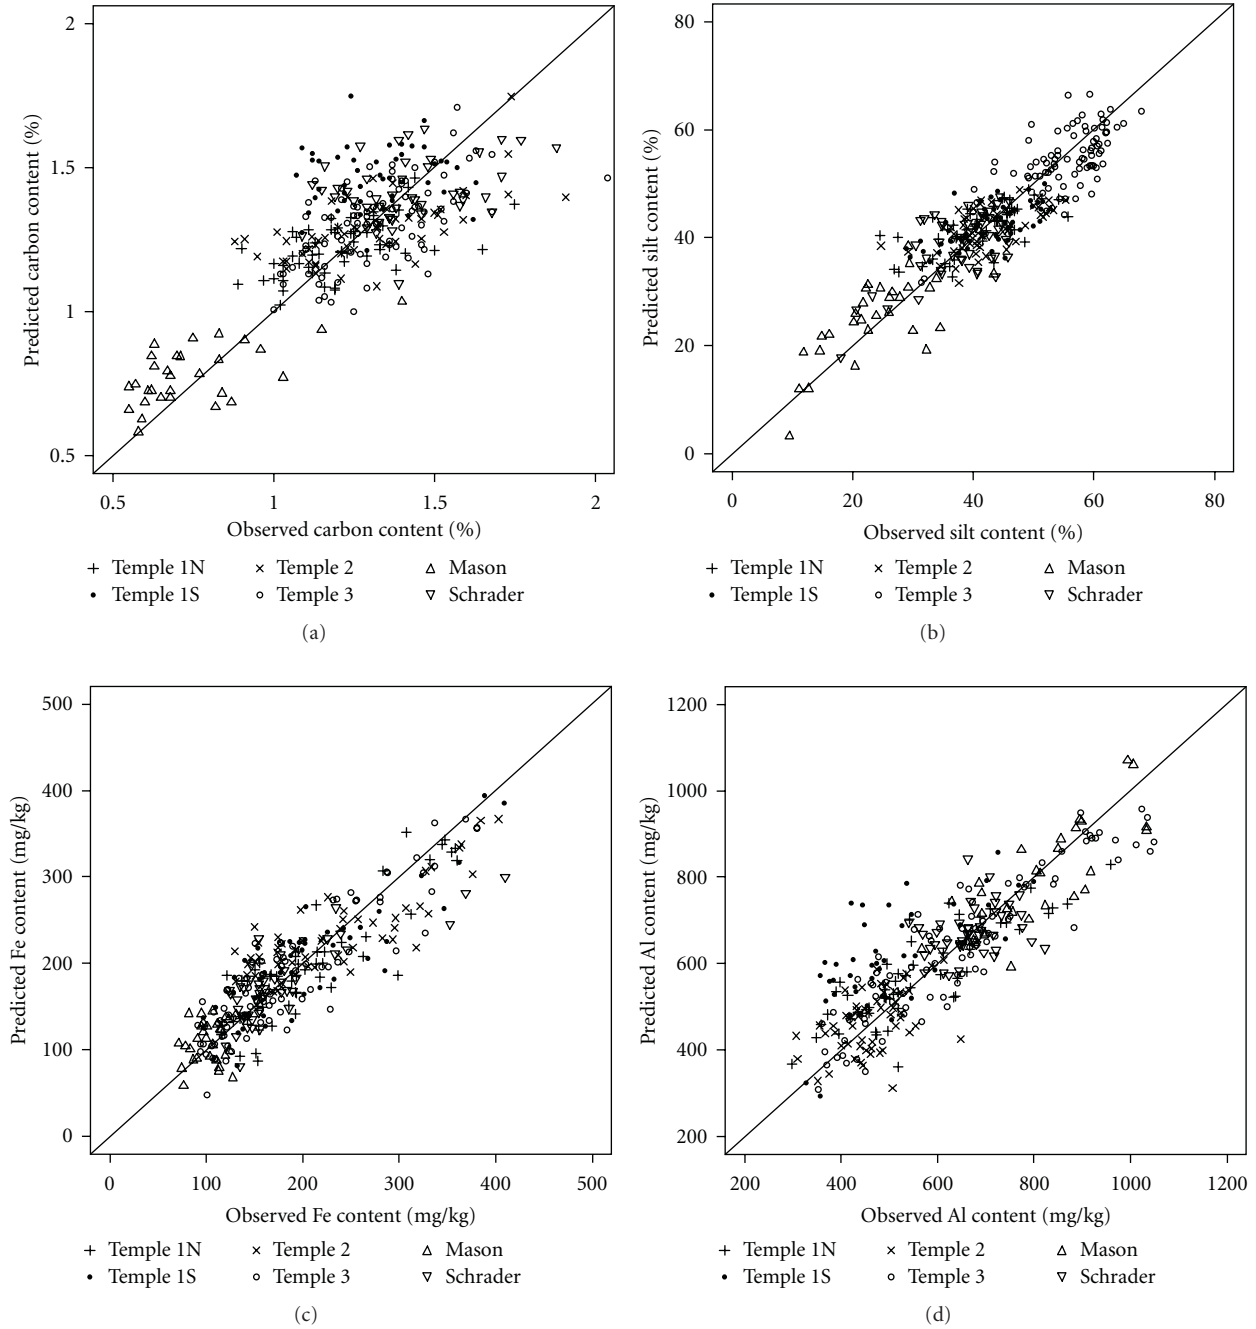 2
1.5
1
0.5
Predicted carbon content (%)
0.5 1 1.5 2
Observed carbon content (%)
Temple 1N Temple 2 Mason
Temple 1S Temple 3 Schrader
(a)
80
60
40
20
0
Predicted silt content (%)
0 20 40 60 80
Observed silt content (%)
Temple 1N Temple 2 Mason
Temple 1S Temple 3 Schrader
(b)
500
400
300
200
100
0
Predicted Fe content (mg/kg)
0 100 200 300 400 500
Observed Fe content (mg/kg)
Temple 1N Temple 2 Mason
Temple 1S Temple 3 Schrader
(c)
1200
1000
800
600
400
200
Predicted Al content (mg/kg)
200 400 600 800 1000 1200
Observed Al content (mg/kg)
Temple 1N Temple 2 Mason
Temple 1S Temple 3 Schrader
(d)